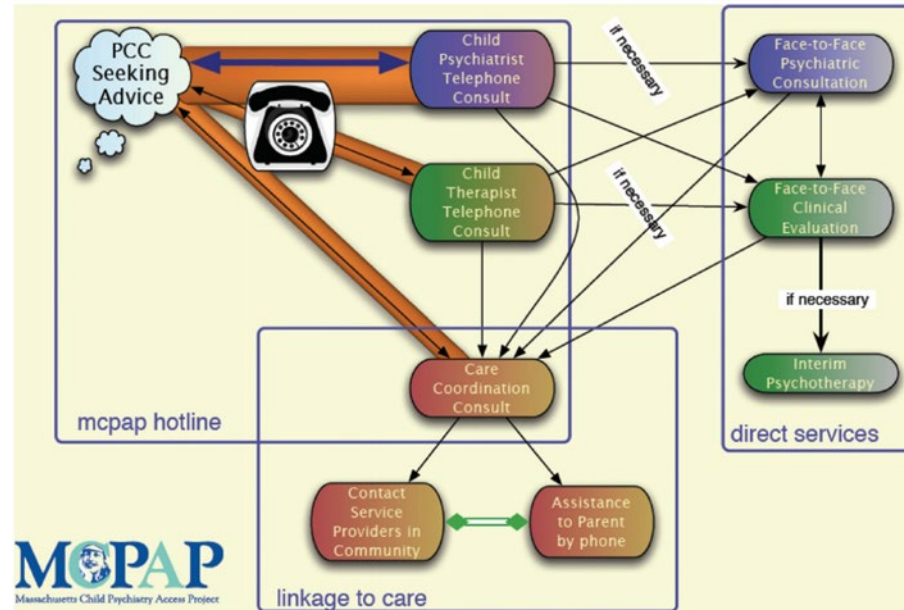 PCC
Seeking
Advice
Child
Psychiatrist
Telephone
Consult
if necessary
Face-to-Face
Psychiatric
Consultation
Child
Therapist
Telephone
Consult
if necessary
Face-to-Face
Clinical
Evaluation
if necessary
Interim
Psychotherapy
Care
Coordination
Consult
mcpap hotline
direct services
Contact
Service
Providers in
Community
Assistance
to Parent
by phone
linkage to care
MCPAP
Massachusetts Child Psychiatry Access Project